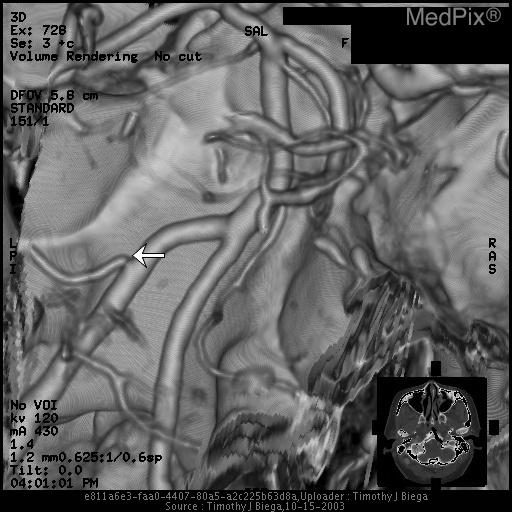 MedPix®
3D
Ex: 728
Se: 3 +c
Volume Rendering No cut
SAL
F
DFOV 5.8 cm
STANDARD
151/1
L
P
I
R
A
S
No VOI
kv 120
mA 430
1.4
1.2 mm0.625:1/0.6sp
Tilt: 0.0
04:01:01 PM
e811a6e3-faa0-4407-80a5-a2c225b63d8a,Uploader : Timothy J Biega
Source : Timothy J Biega,10-15-2003